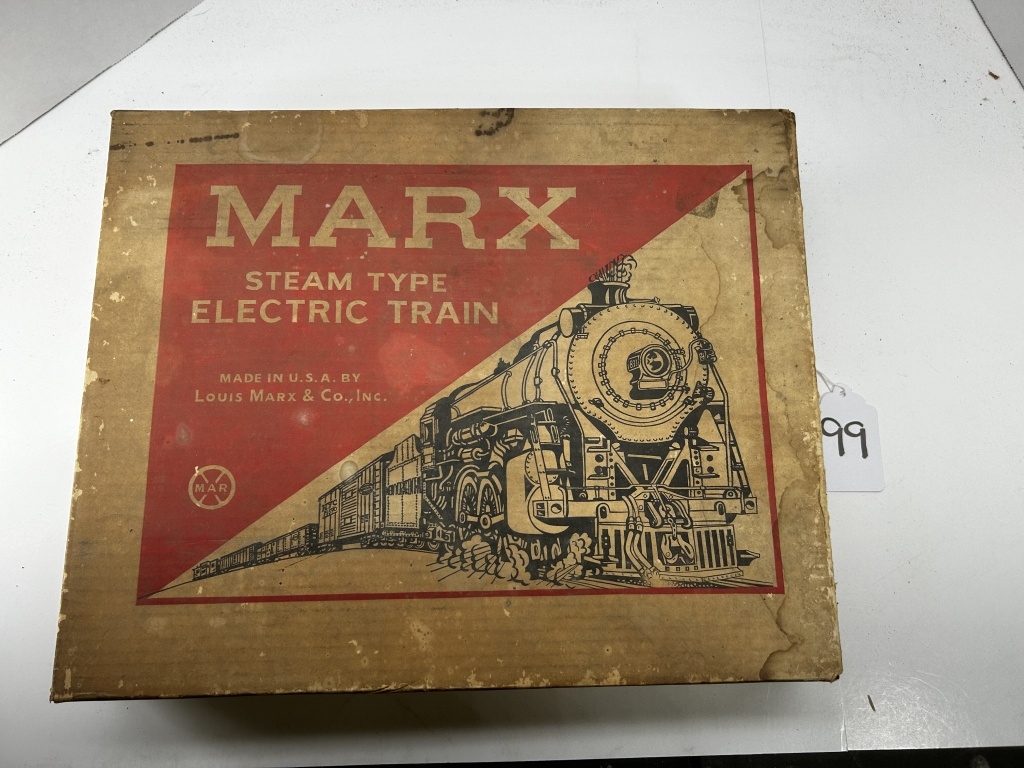 MARX
STEAM TYPE
ELECTRIC TRAIN
MADE IN U.S.A. BY
LOUIS MARX & CO., INC.
MAR
99